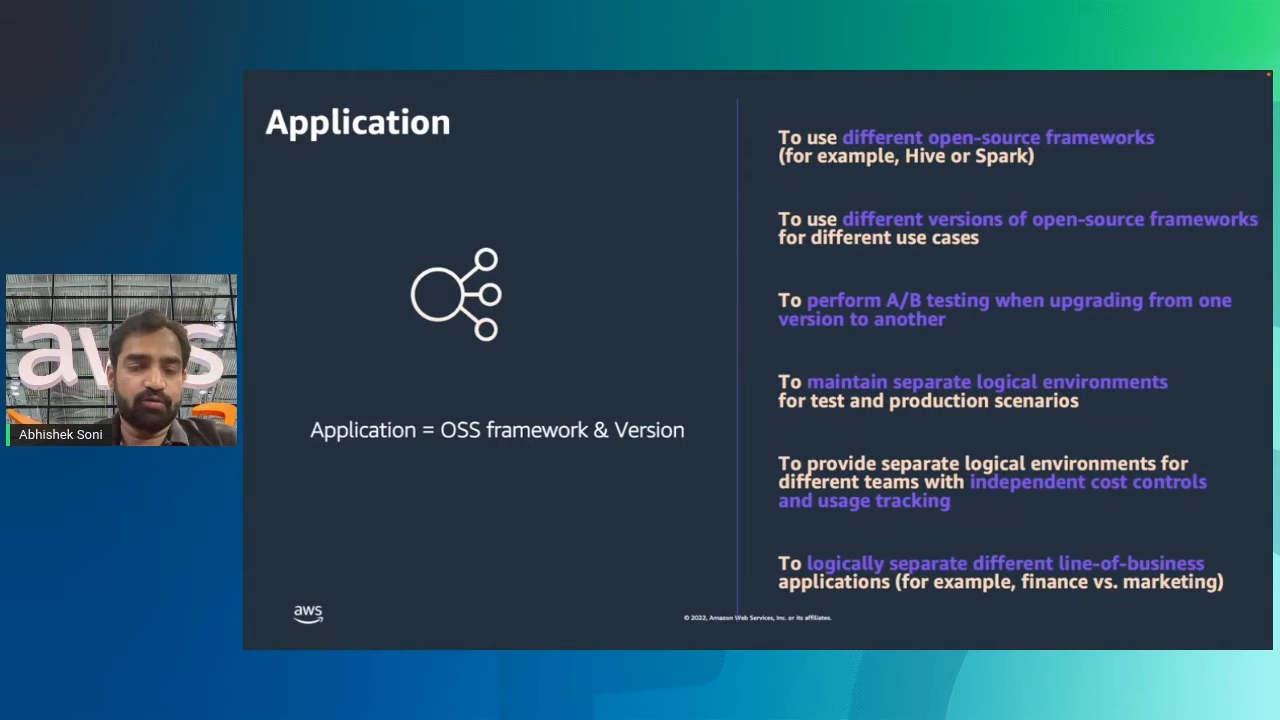 Application
Application = OSS framework & Version
To use different open-source frameworks
(for example, Hive or Spark)
To use different versions of open-source frameworks
for different use cases
To perform A/B testing when upgrading from one
version to another
To maintain separate logical environments
for test and production scenarios
To provide separate logical environments for
different teams with independent cost controls
and usage tracking
To logically separate different line-of-business
applications (for example, finance vs. marketing)
aws
© 2022, Amazon Web Services, Inc. or its affiliates.
aws
Abhishek Soni